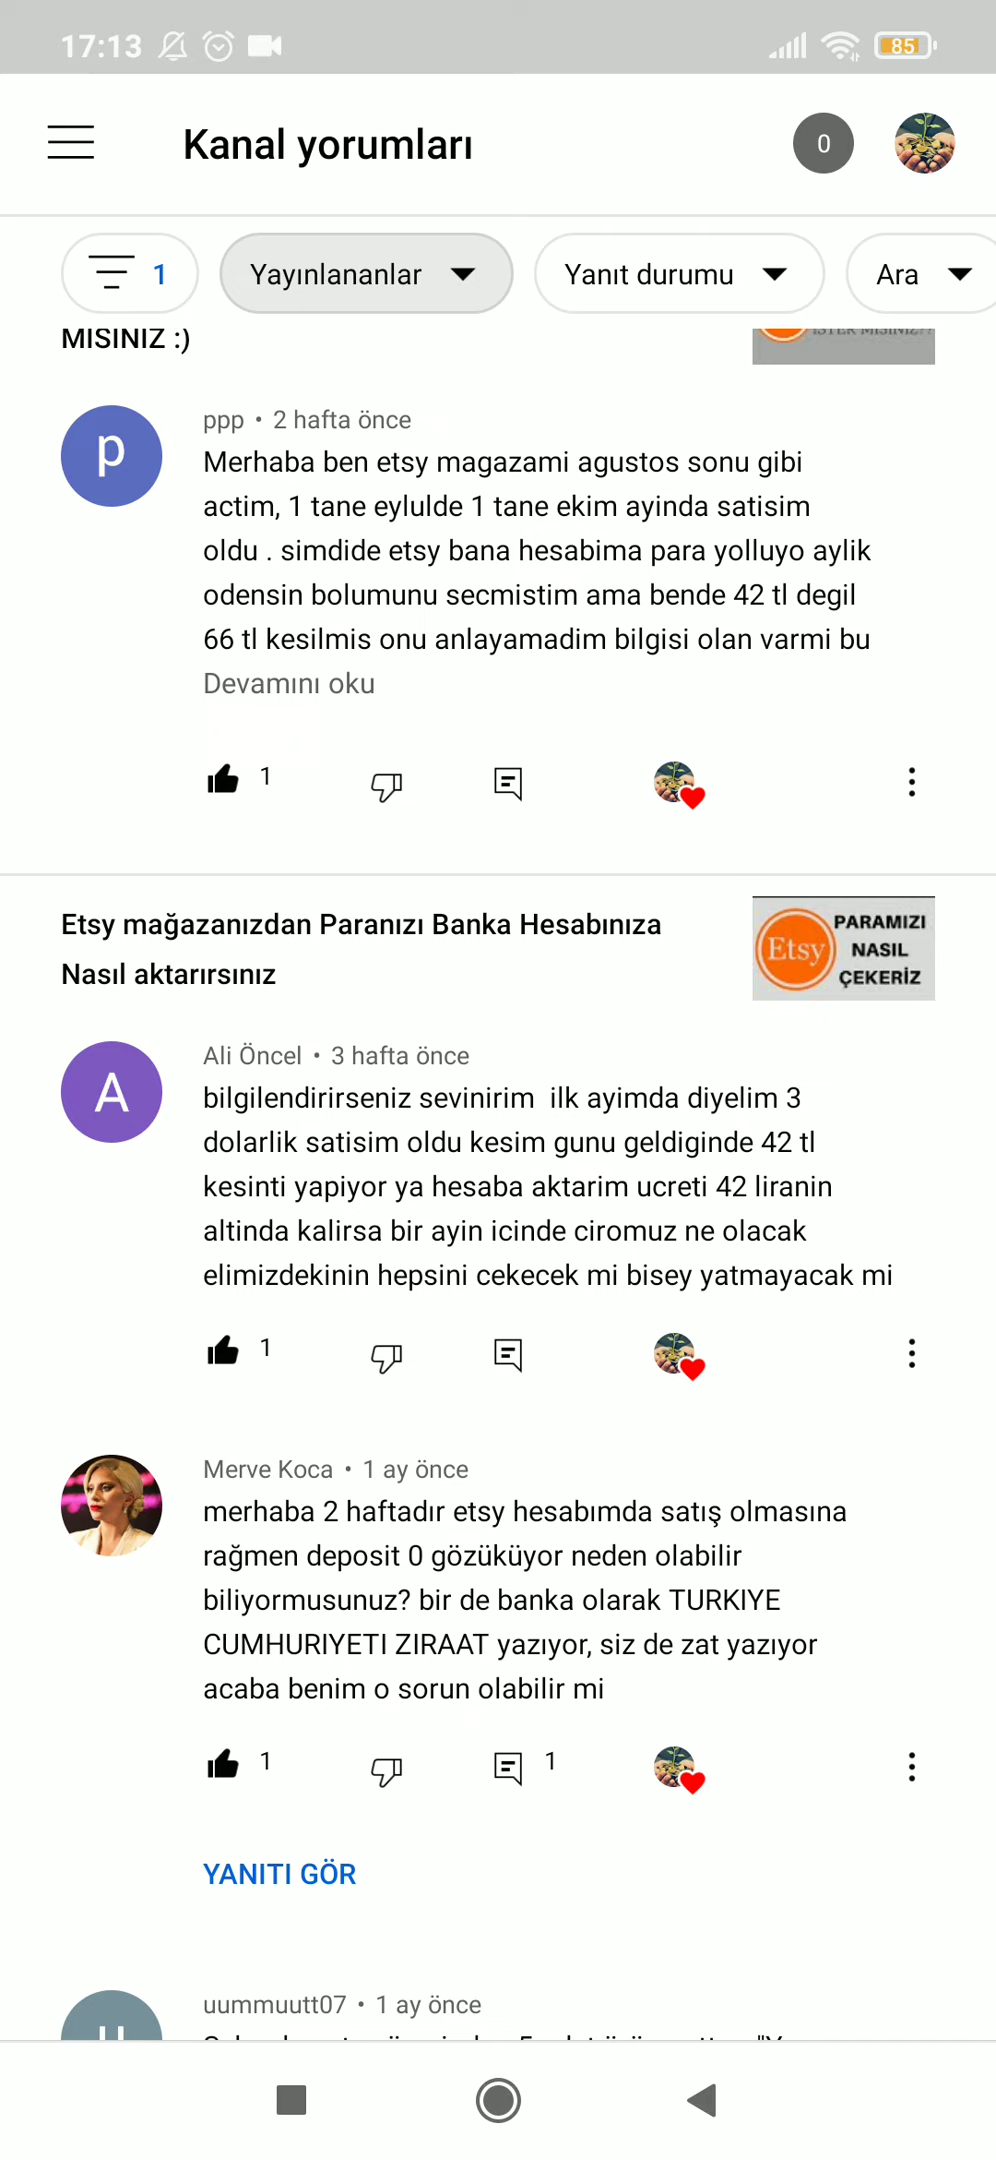 17:13
85
Kanal yorumları
0
1
Yayınlananlar
Yanıt durumu
Ara
MISINIZ :)
ppp • 2 hafta önce
p
Merhaba ben etsy magazami agustos sonu gibi
actim, 1 tane eylulde 1 tane ekim ayinda satisim
oldu . simdide etsy bana hesabima para yolluyo aylik
odensin bolumunu secmistim ama bende 42 tl degil
66 tl kesilmis onu anlayamadim bilgisi olan varmi bu
Devamını oku
1
Etsy mağazanızdan Paranızı Banka Hesabınıza
Nasıl aktarırsınız
Etsy
PARAMIZI
NASIL
ÇEKERİZ
Ali Öncel • 3 hafta önce
A
bilgilendirirseniz sevinirim  ilk ayimda diyelim 3
dolarlik satisim oldu kesim gunu geldiginde 42 tl
kesinti yapiyor ya hesaba aktarim ucreti 42 liranin
altinda kalirsa bir ayin icinde ciromuz ne olacak
elimizdekinin hepsini cekecek mi bisey yatmayacak mi
1
Merve Koca • 1 ay önce
merhaba 2 haftadır etsy hesabımda satış olmasına
rağmen deposit 0 gözüküyor neden olabilir
biliyormusunuz? bir de banka olarak TURKIYE
CUMHURIYETI ZIRAAT yazıyor, siz de zat yazıyor
acaba benim o sorun olabilir mi
1
1
YANITI GÖR
uummuutt07 • 1 ay önce